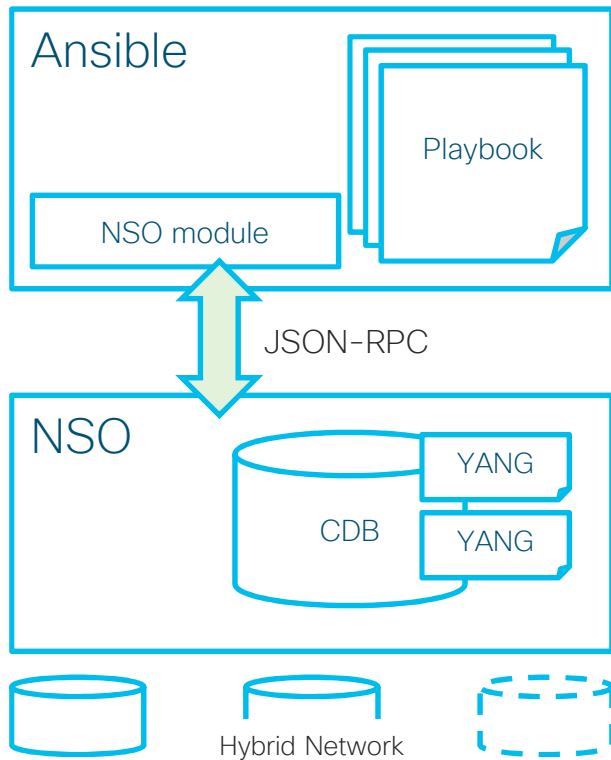 Ansible
Playbook
NSO module
JSON-RPC
NSO
YANG
CDB
YANG
Hybrid Network